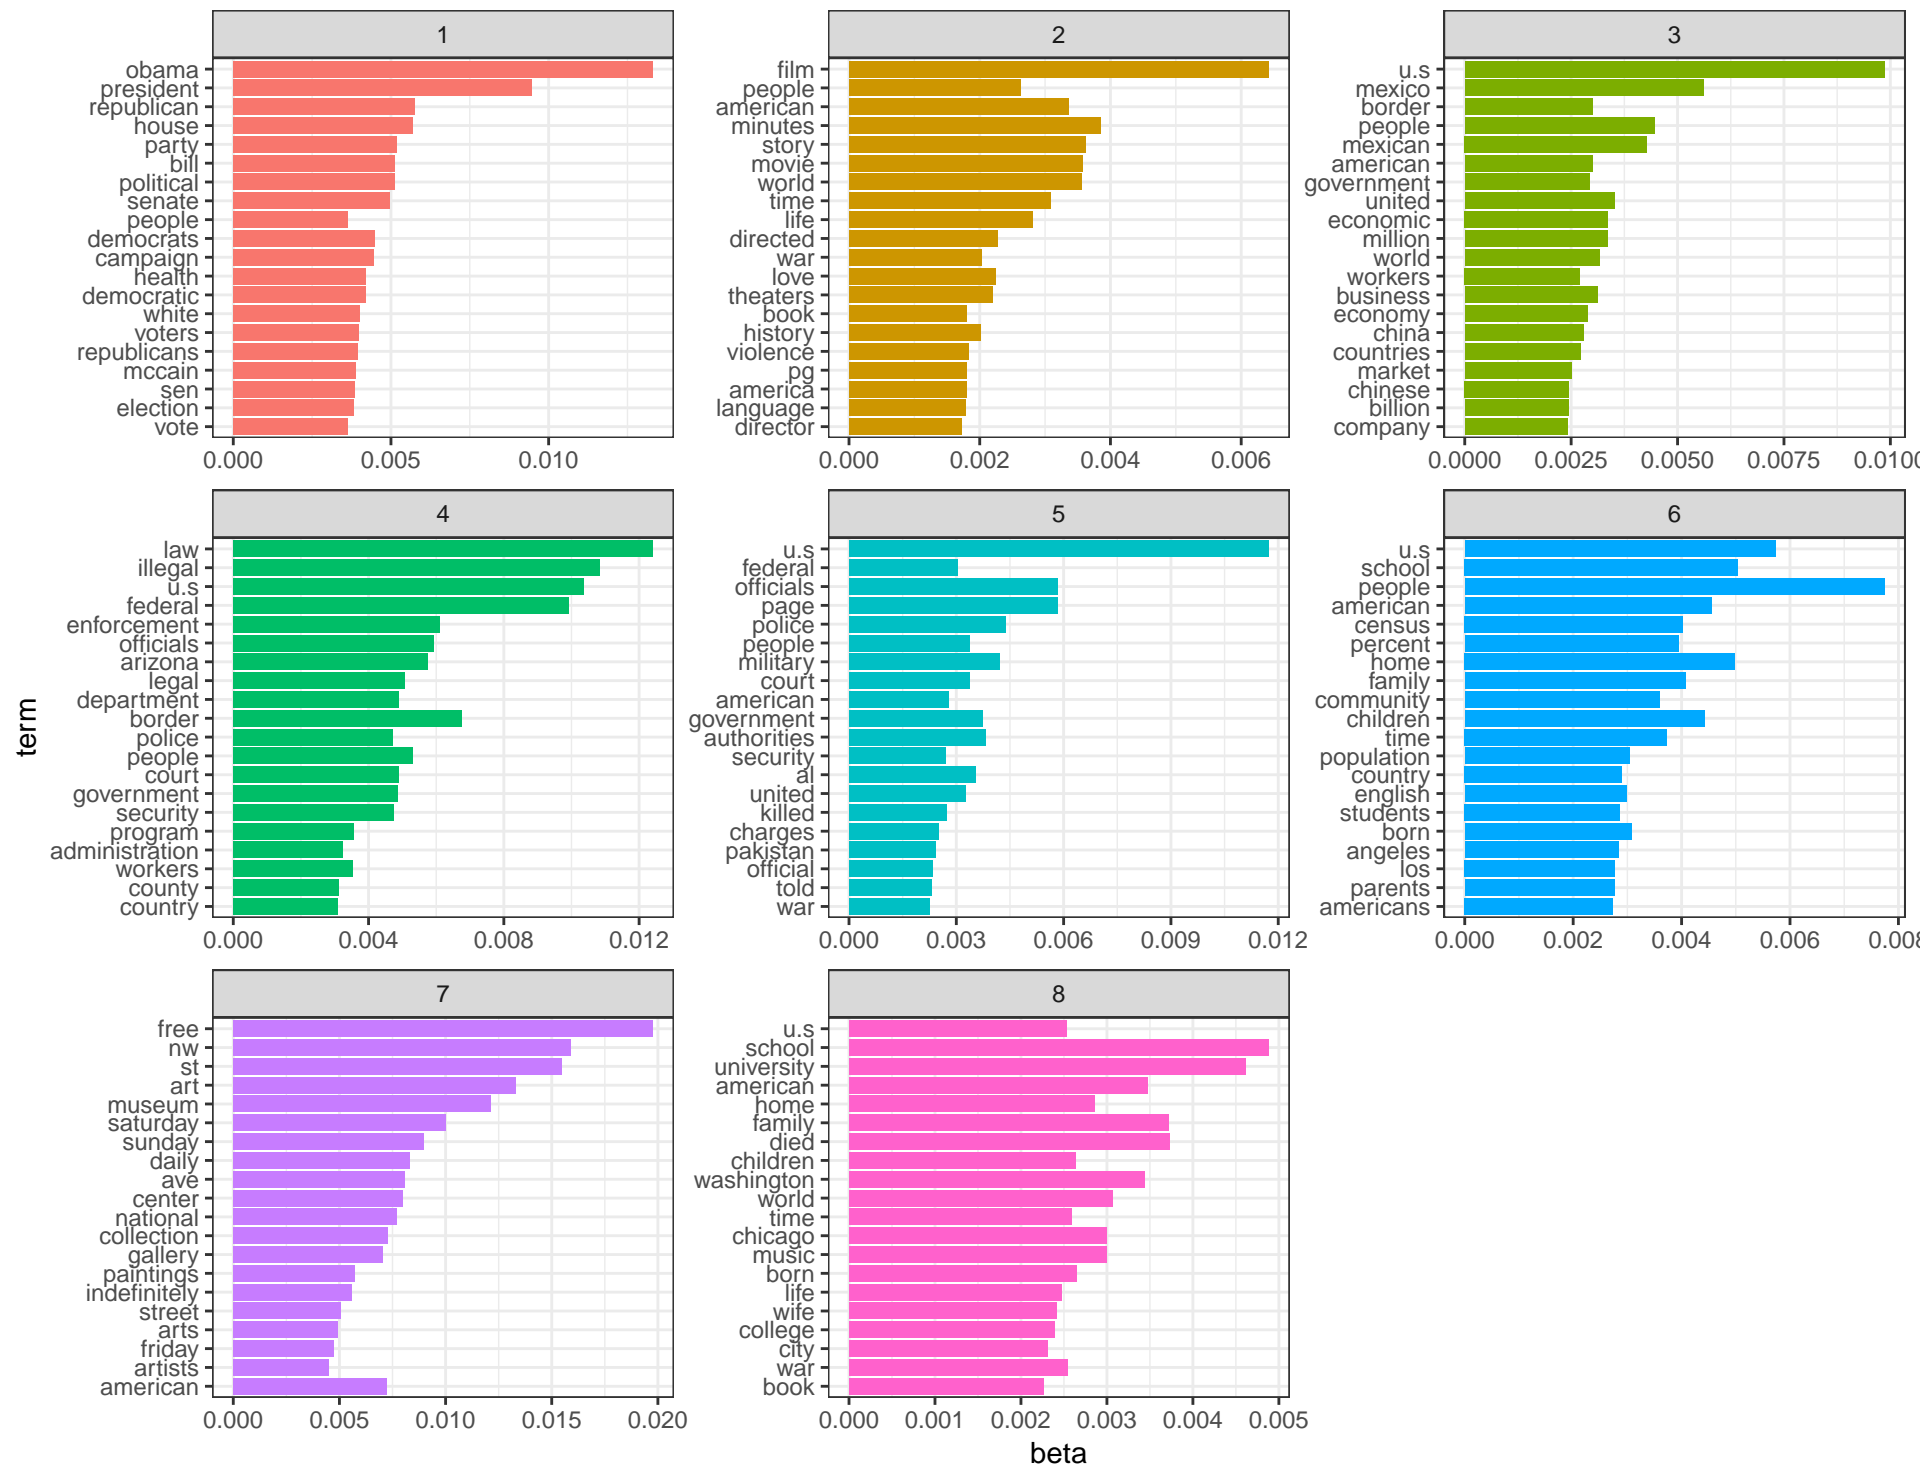 term
1
obama
president
republican
house
party
bill
political
senate
people
democrats
campaign
health
democratic
white
voters
republicans
mccain
sen
election
vote
0.000 0.005 0.010
2
film
people
american
minutes
story
movie
world
time
life
directed
war
love
theaters
book
history
violence
pg
america
language
director
0.000 0.002 0.004 0.006
3
u.s
mexico
border
people
mexican
american
government
united
economic
million
world
workers
business
economy
china
countries
market
chinese
billion
company
0.0000 0.0025 0.0050 0.0075 0.0100
4
law
illegal
u.s
federal
enforcement
officials
arizona
legal
department
border
police
people
court
government
security
program
administration
workers
county
country
0.000 0.004 0.008 0.012
5
u.s
federal
officials
page
police
people
military
court
american
government
authorities
security
al
united
killed
charges
pakistan
official
told
war
0.000 0.003 0.006 0.009 0.012
6
u.s
school
people
american
census
percent
home
family
community
children
time
population
country
english
students
born
angeles
los
parents
americans
0.000 0.002 0.004 0.006 0.008
7
free
nw
st
art
museum
saturday
sunday
daily
ave
center
national
collection
gallery
paintings
indefinitely
street
arts
friday
artists
american
0.000 0.005 0.010 0.015 0.020
8
u.s
school
university
american
home
family
died
children
washington
world
time
chicago
music
born
life
wife
college
city
war
book
0.000 0.001 0.002 0.003 0.004 0.005
beta